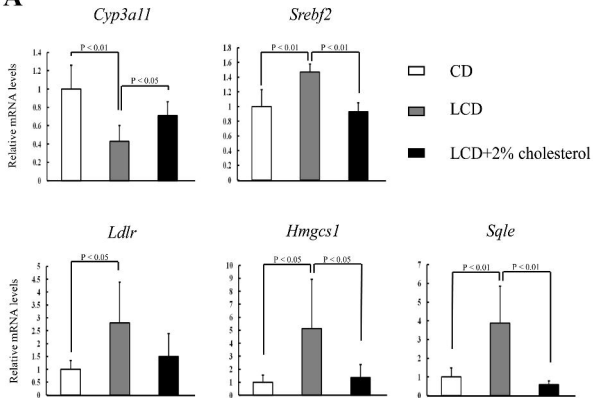 A
Cyp3a11
Srebf2
Relative mRNA levels
1.4
1.2
1
0.8
0.6
0.4
0.2
0
P < 0.01
P < 0.05
1.8
1.6
1.4
1.2
1
0.8
0.6
0.4
0.2
0
P < 0.01
P < 0.01
CD
LCD
LCD+2% cholesterol
Ldlr
Hmgcs1
Sqle
Relative mRNA levels
5
4.5
4
3.5
3
2.5
2
1.5
1
0.5
0
P < 0.05
10
9
8
7
6
5
4
3
2
1
0
P < 0.05
P < 0.05
7
6
5
4
3
2
1
0
P < 0.01
P < 0.01